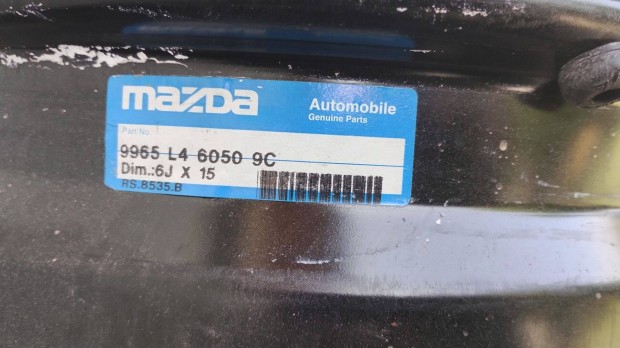 mazda
Automobile
Genuine Parts
Part No.
9965 L4 6050 9C
Dim.:6J X 15
RS.8535.B